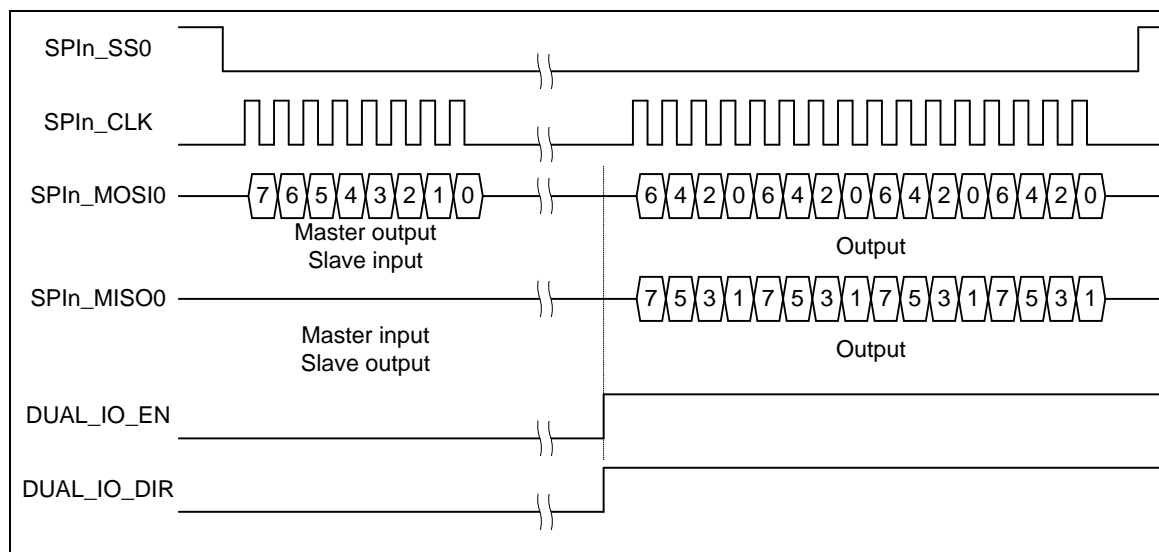 SPIn_SS0
SPIn_CLK
SPIn_MOSI0
7 6 5 4 3 2 1 0
6 4 2 0 6 4 2 0 6 4 2 0 6 4 2 0
Master output
Slave input
Output
SPIn_MISO0
7 5 3 1 7 5 3 1 7 5 3 1 7 5 3 1
Master input
Slave output
Output
DUAL_IO_EN
DUAL_IO_DIR